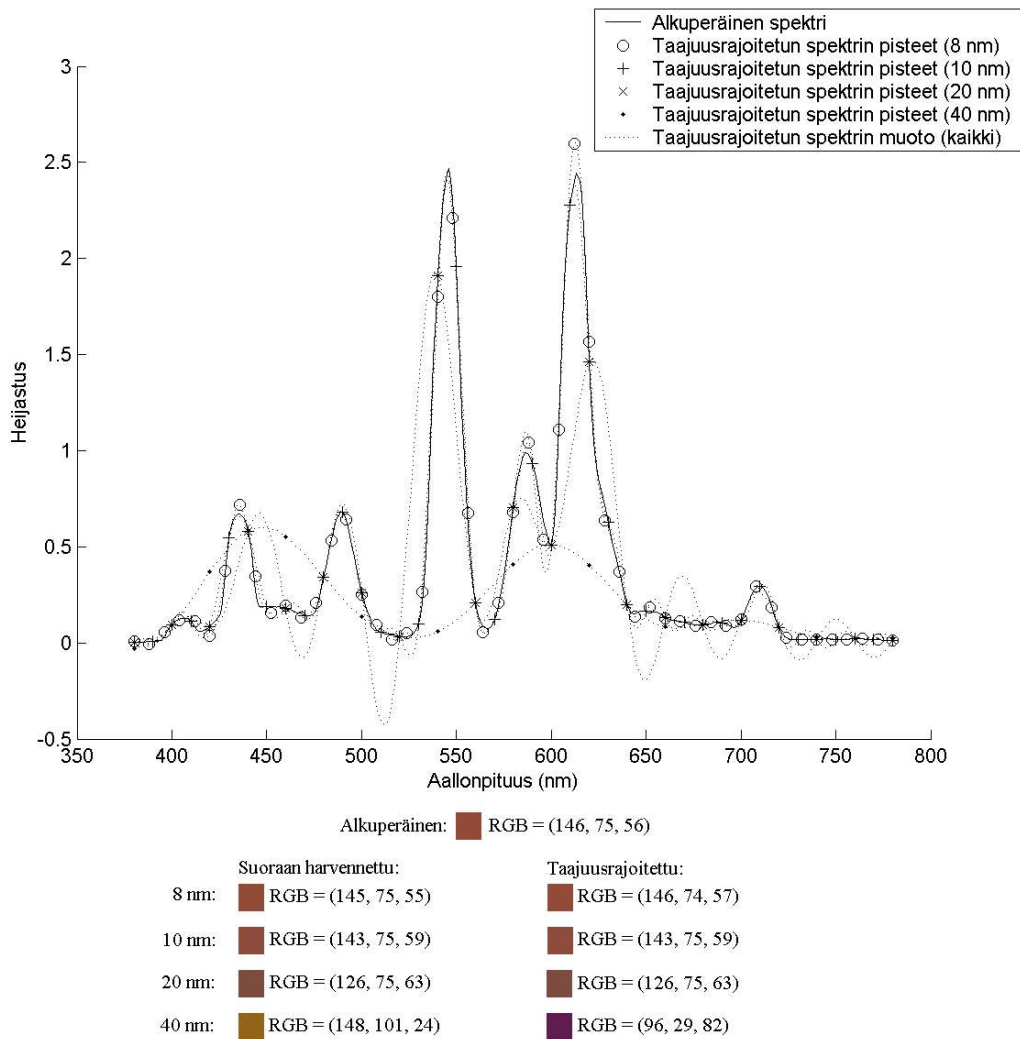 Alkuperäinen spektri
Taajuusrajoitetun spektrin pisteet (8 nm)
Taajuusrajoitetun spektrin pisteet (10 nm)
Taajuusrajoitetun spektrin pisteet (20 nm)
Taajuusrajoitetun spektrin pisteet (40 nm)
Taajuusrajoitetun spektrin muoto (kaikki)
3
2.5
2
1.5
1
0.5
0
-0.5
Heijastus
350 400 450 500 550 600 650 700 750 800
Aallonpituus (nm)
Alkuperäinen: RGB = (146, 75, 56)
Suoraan harvennettu: Taajuusrajoitettu:
8 nm: RGB = (145, 75, 55) RGB = (146, 74, 57)
10 nm: RGB = (143, 75, 59) RGB = (143, 75, 59)
20 nm: RGB = (126, 75, 63) RGB = (126, 75, 63)
40 nm: RGB = (148, 101, 24) RGB = (96, 29, 82)